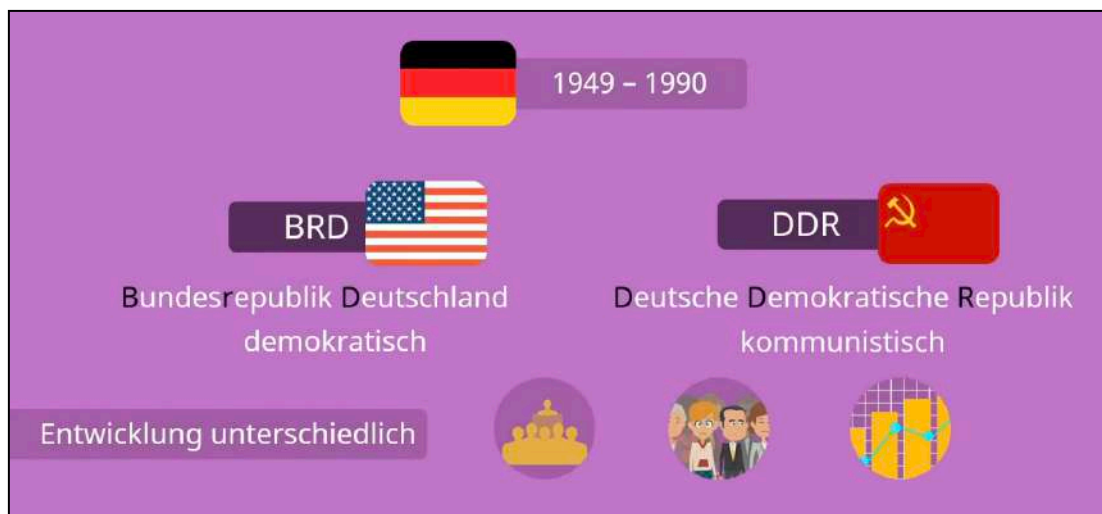 1949 – 1990
BRD
DDR
Bundesrepublik Deutschland
demokratisch
Deutsche Demokratische Republik
kommunistisch
Entwicklung unterschiedlich